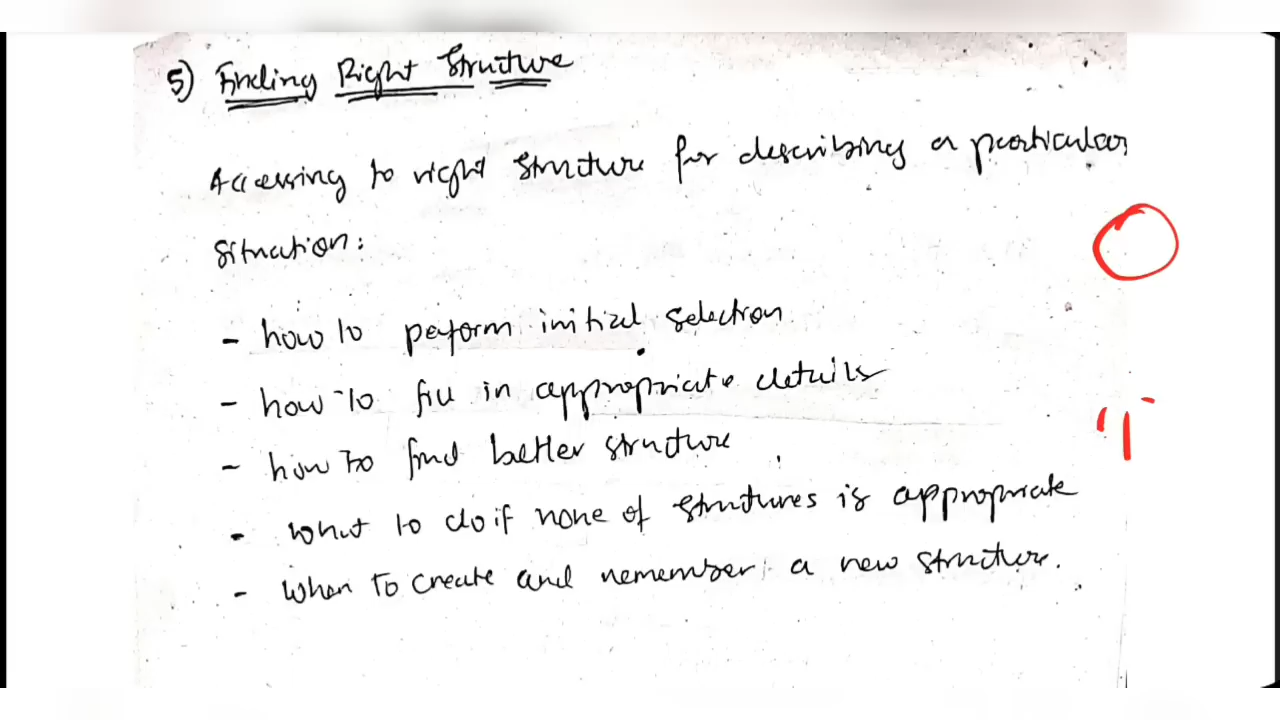 5) Finding Right Structure
Accessing to right structure for describing a particular
situation:
- how to perform initial selection
- how to fill in appropriate details
- how to find better structure
- what to do if none of structures is appropriate
- when to create and remember a new structure.